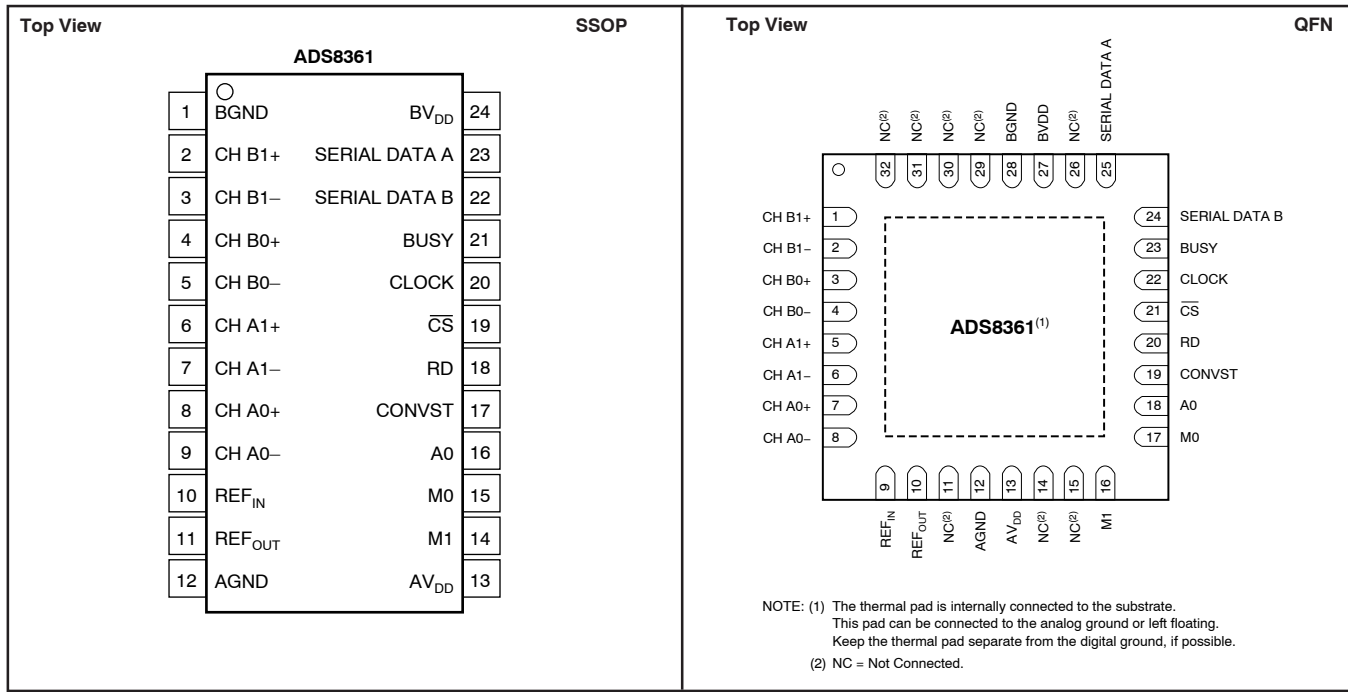 Top View
SSOP
ADS8361
1 BGND BVDD 24
2 CH B1+ SERIAL DATA A 23
3 CH B1− SERIAL DATA B 22
4 CH B0+ BUSY 21
5 CH B0− CLOCK 20
6 CH A1+ CS 19
7 CH A1− RD 18
8 CH A0+ CONVST 17
9 CH A0− A0 16
10 REFIN M0 15
11 REFOUT M1 14
12 AGND AVDD 13
Top View
QFN
NC(2) NC(2) NC(2) NC(2) BGND BVDD NC(2) SERIAL DATA A
32 31 30 29 28 27 26 25
CH B1+ 1 24 SERIAL DATA B
CH B1− 2 23 BUSY
CH B0+ 3 22 CLOCK
CH B0− 4 21 CS
CH A1+ 5 20 RD
CH A1− 6 19 CONVST
CH A0+ 7 18 A0
CH A0− 8 17 M0
ADS8361(1)
9 10 11 12 13 14 15 16
REFIN REFOUT NC(2) AGND AVDD NC(2) NC(2) M1
NOTE: (1) The thermal pad is internally connected to the substrate.
This pad can be connected to the analog ground or left floating.
Keep the thermal pad separate from the digital ground, if possible.
(2) NC = Not Connected.